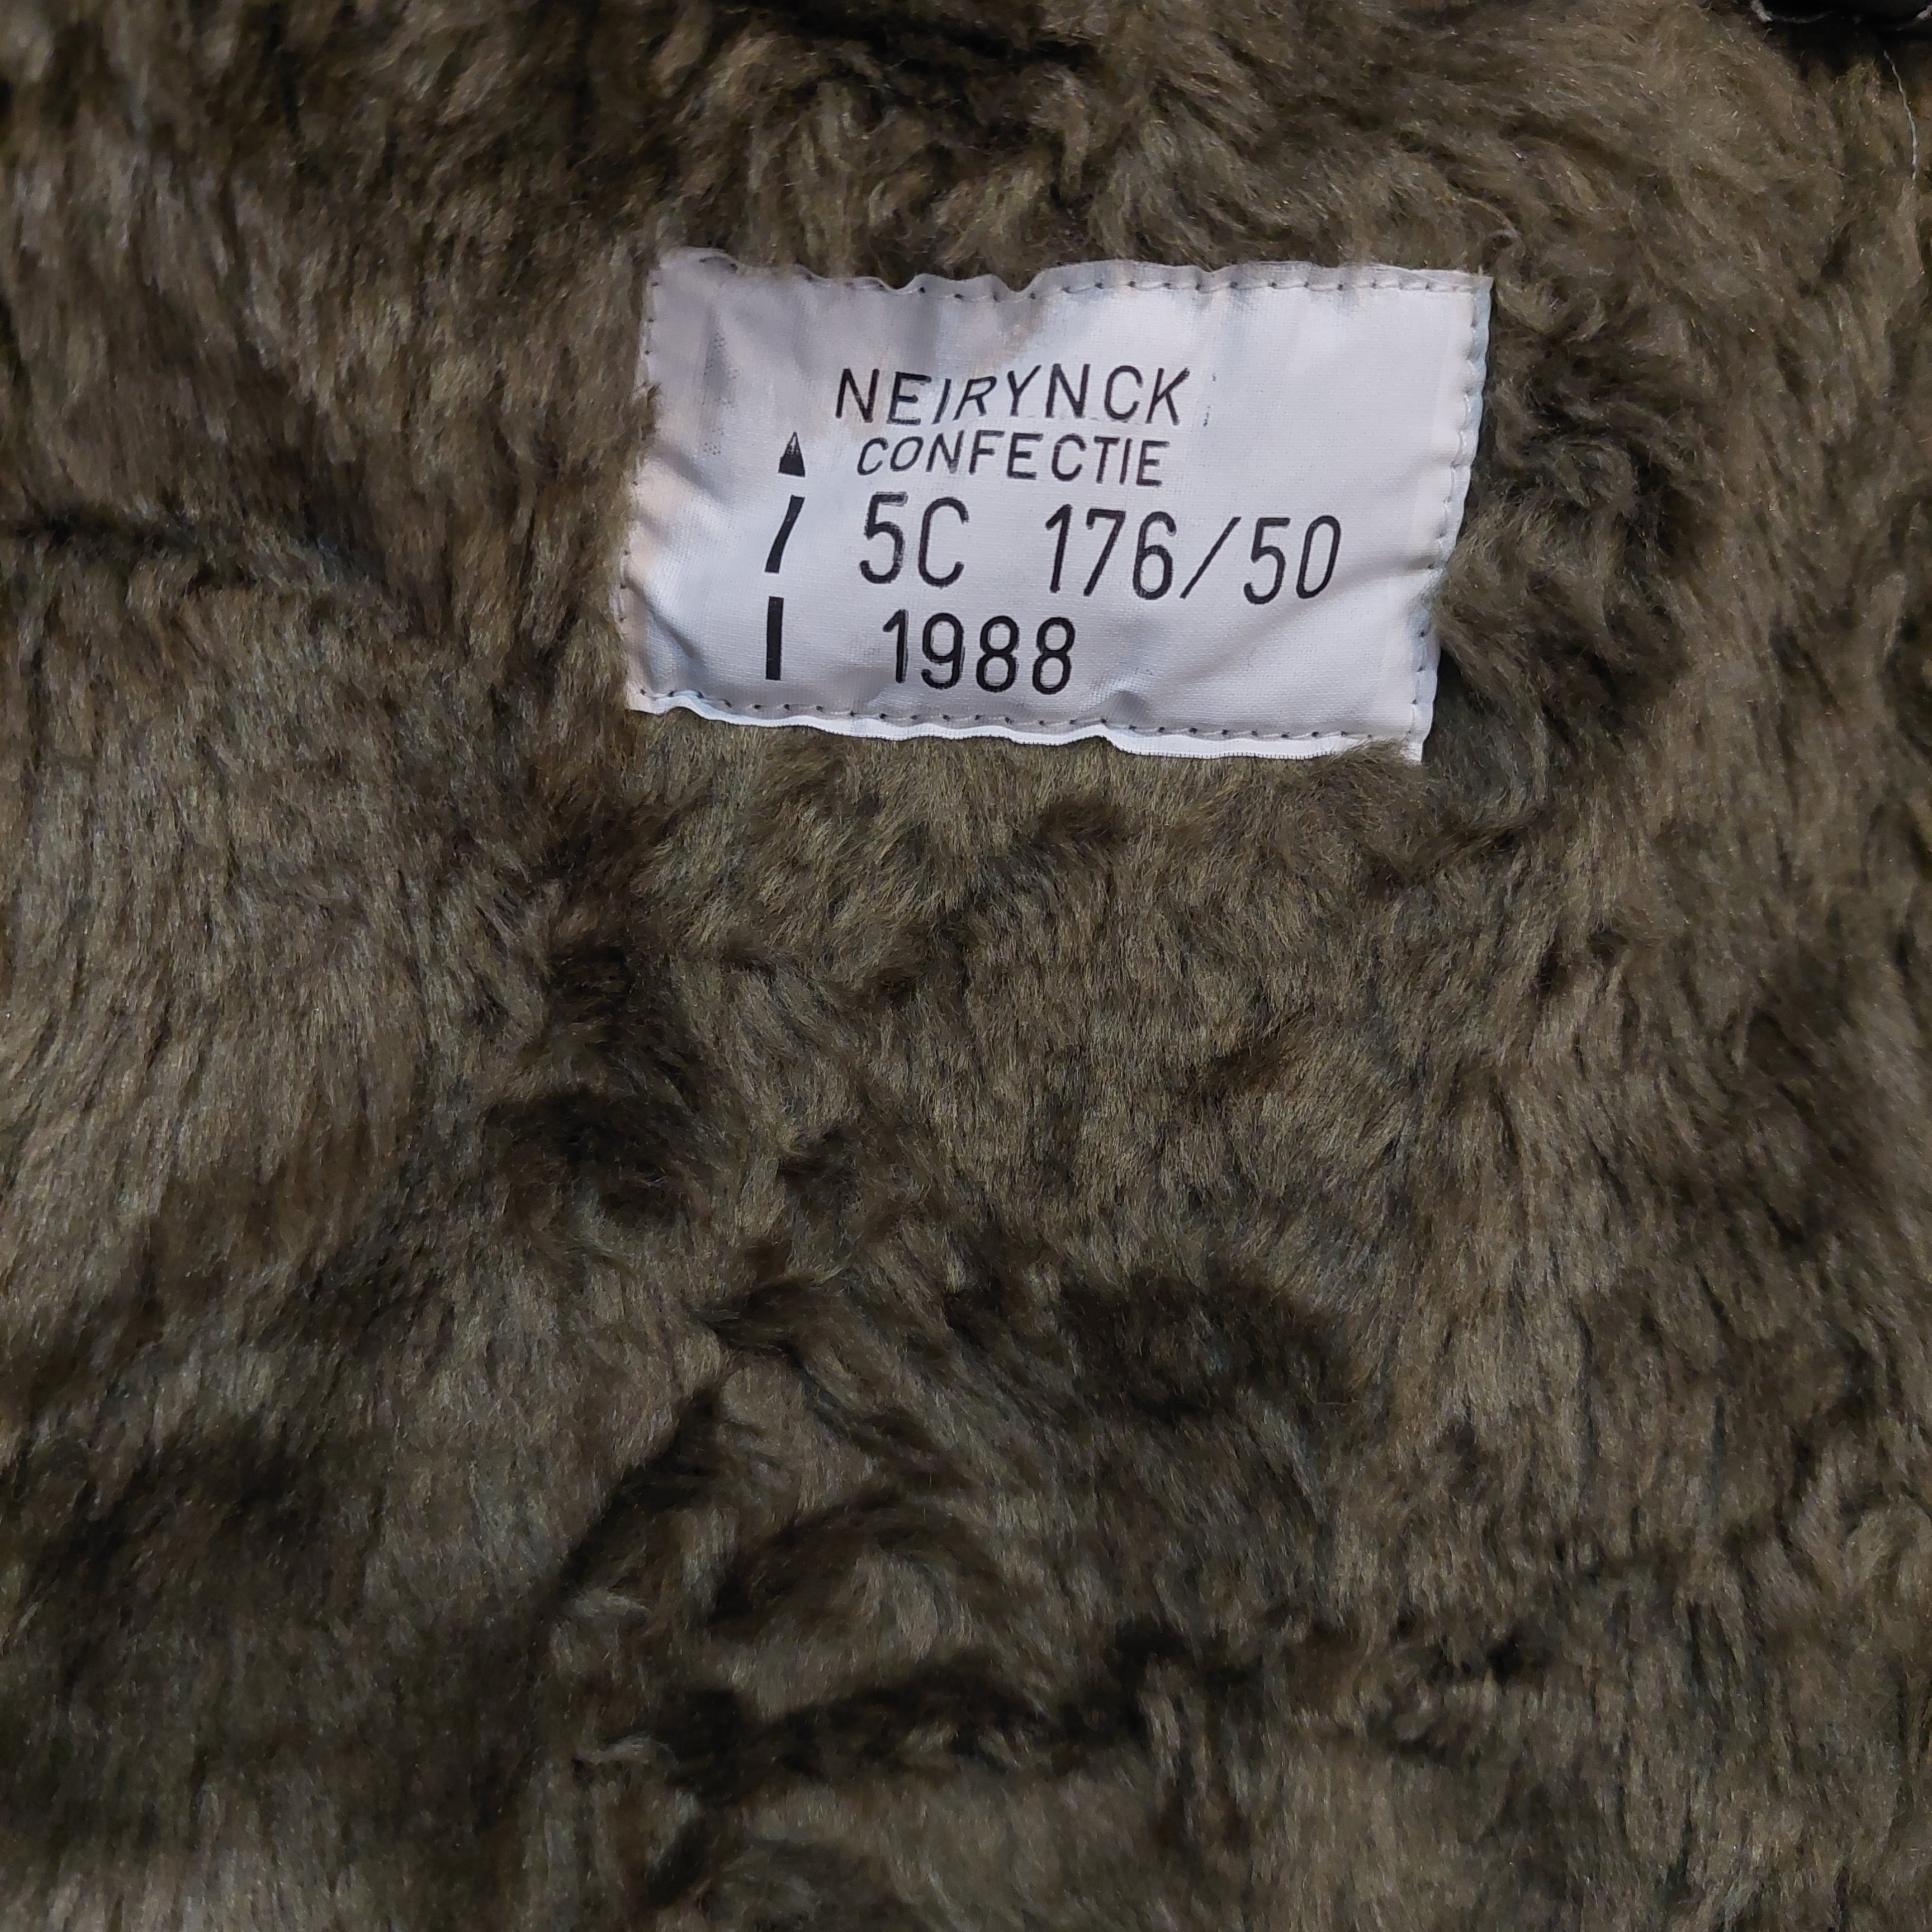 NEIRYNCK
CONFECTIE
5C 176/50
1988